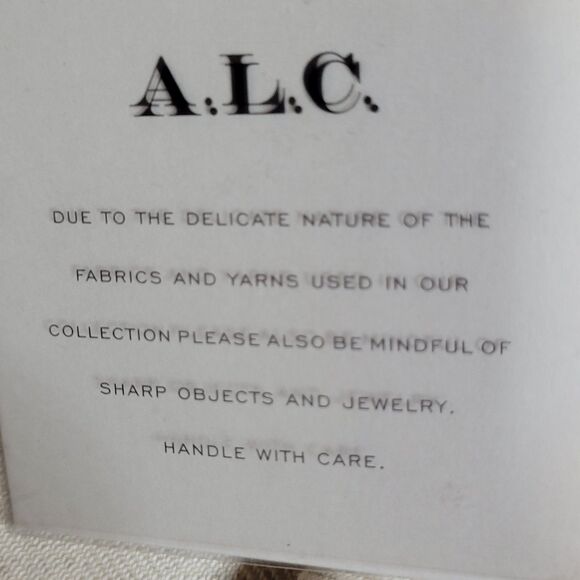 A.L.C.
DUE TO THE DELICATE NATURE OF THE
FABRICS AND YARNS USED IN OUR
COLLECTION PLEASE ALSO BE MINDFUL OF
SHARP OBJECTS AND JEWELRY.
HANDLE WITH CARE.